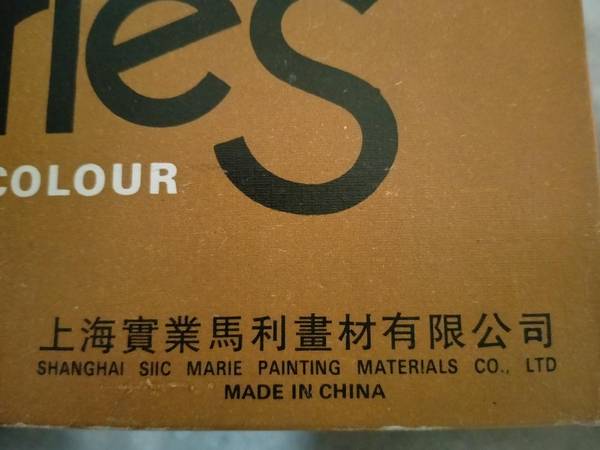 ries
COLOUR
上海實業馬利畫材有限公司
SHANGHAI SIIC MARIE PAINTING MATERIALS CO., LTD
MADE IN CHINA